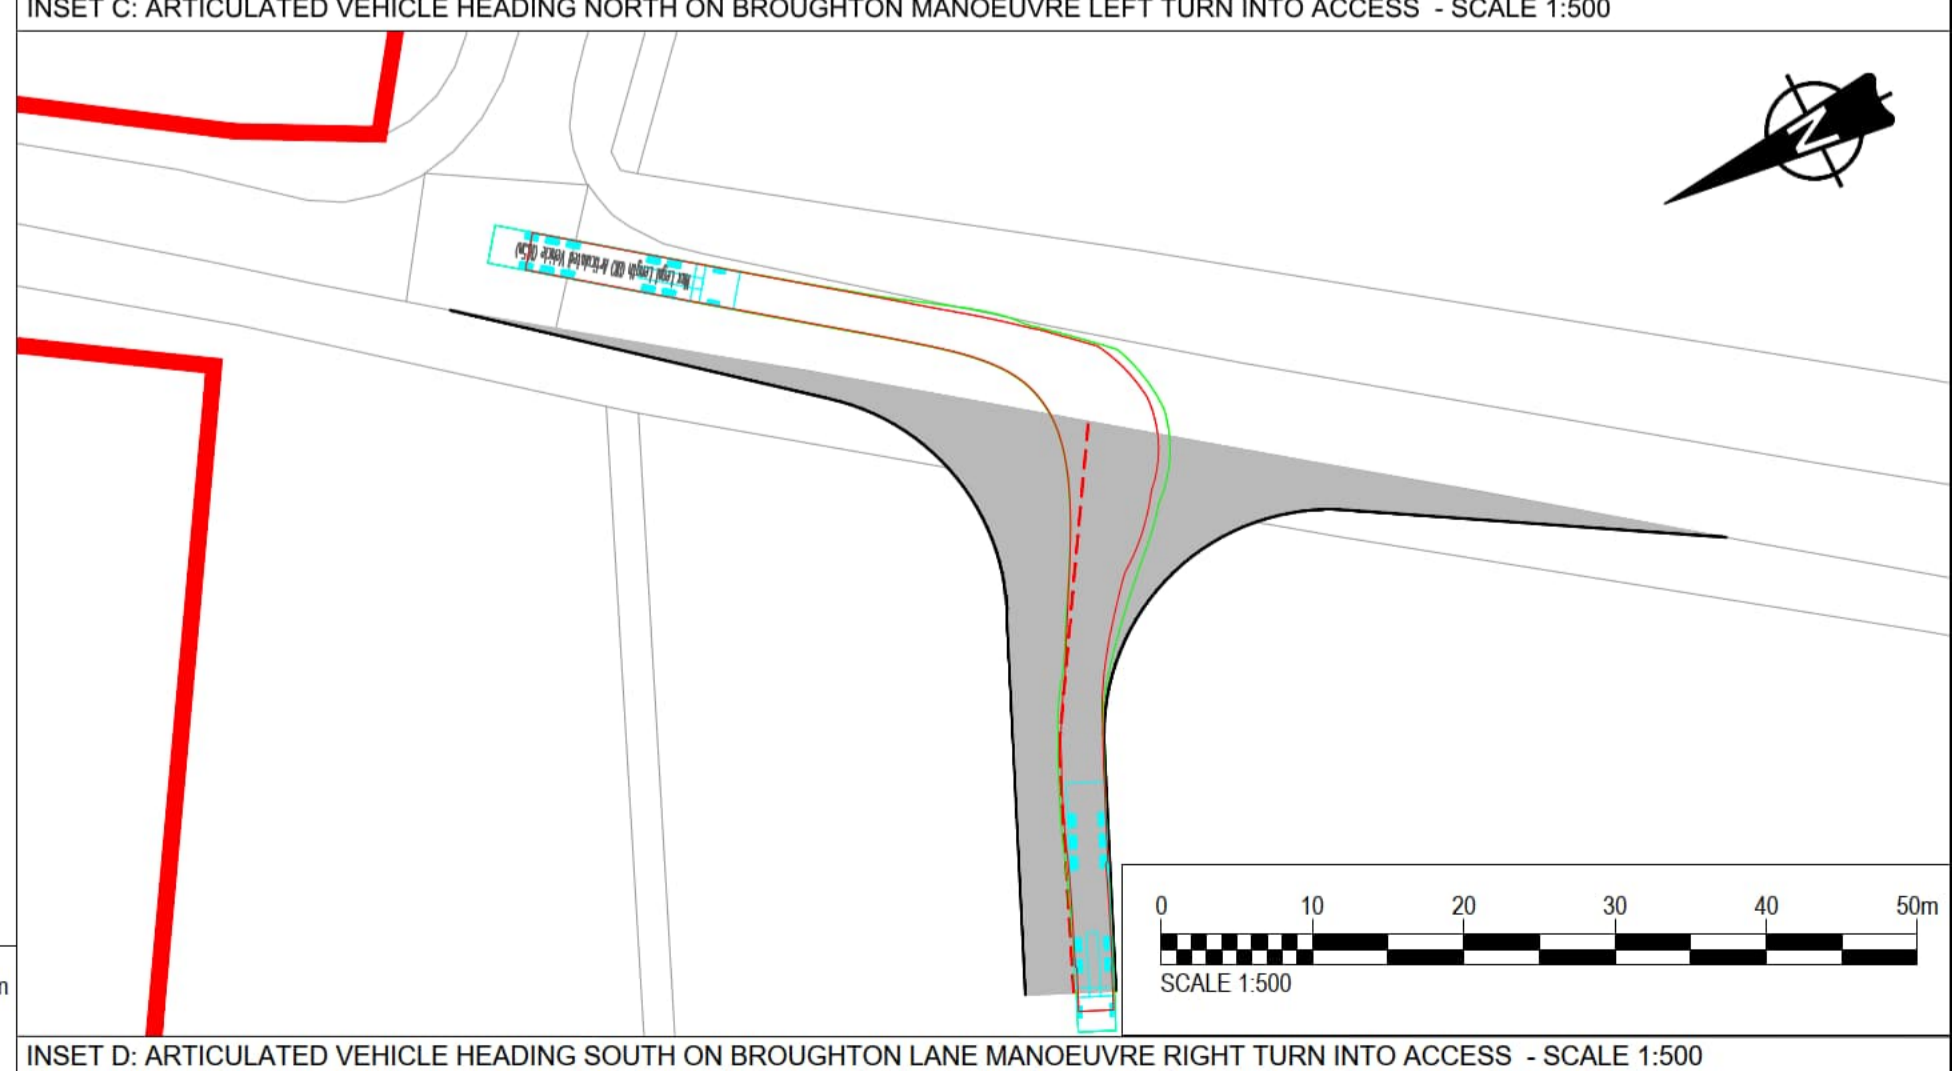 INSET C: ARTICULATED VEHICLE HEADING NORTH ON BROUGHTON MANOEUVRE LEFT TURN INTO ACCESS - SCALE 1:500
N
Max Legal Length (UK) Articulated Vehicle (16.5m)
0 10 20 30 40 50m
SCALE 1:500
INSET D: ARTICULATED VEHICLE HEADING SOUTH ON BROUGHTON LANE MANOEUVRE RIGHT TURN INTO ACCESS - SCALE 1:500